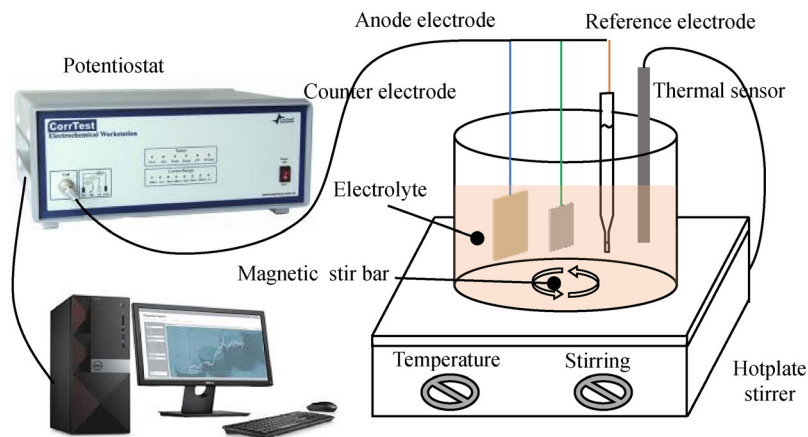 Anode electrode
Reference electrode
Potentiostat
Counter electrode
Thermal sensor
CorrTest
Electrochemical Workstation
Electrolyte
Magnetic stir bar
Temperature
Stirring
Hotplate
stirrer